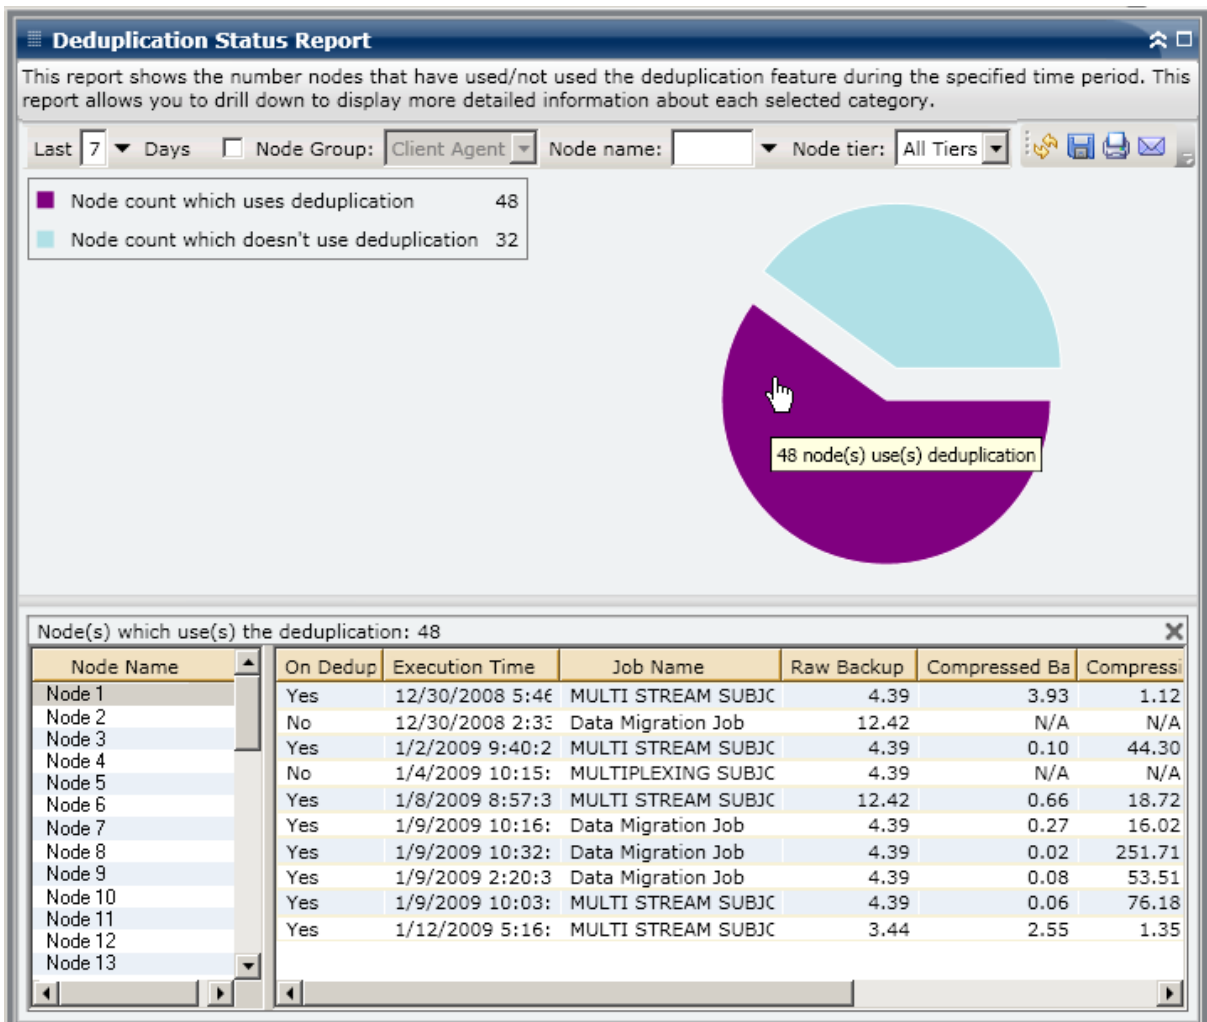 Deduplication Status Report
This report shows the number nodes that have used/not used the deduplication feature during the specified time period. This
report allows you to drill down to display more detailed information about each selected category.
Last 7 Days Node Group: Client Agent Node name: Node tier: All Tiers
Node count which uses deduplication 48
Node count which doesn't use deduplication 32
48 node(s) use(s) deduplication
Node(s) which use(s) the deduplication: 48
Node Name
Node 1
Node 2
Node 3
Node 4
Node 5
Node 6
Node 7
Node 8
Node 9
Node 10
Node 11
Node 12
Node 13
On Dedup Execution Time Job Name Raw Backup Compressed Ba Compressi
Yes 12/30/2008 5:46 MULTI STREAM SUBJC 4.39 3.93 1.12
No 12/30/2008 2:33 Data Migration Job 12.42 N/A N/A
Yes 1/2/2009 9:40:2 MULTI STREAM SUBJC 4.39 0.10 44.30
No 1/4/2009 10:15: MULTIPLEXING SUBJC 4.39 N/A N/A
Yes 1/8/2009 8:57:3 MULTI STREAM SUBJC 12.42 0.66 18.72
Yes 1/9/2009 10:16: Data Migration Job 4.39 0.27 16.02
Yes 1/9/2009 10:32: Data Migration Job 4.39 0.02 251.71
Yes 1/9/2009 2:20:3 Data Migration Job 4.39 0.08 53.51
Yes 1/9/2009 10:03: MULTI STREAM SUBJC 4.39 0.06 76.18
Yes 1/12/2009 5:16: MULTI STREAM SUBJC 3.44 2.55 1.35